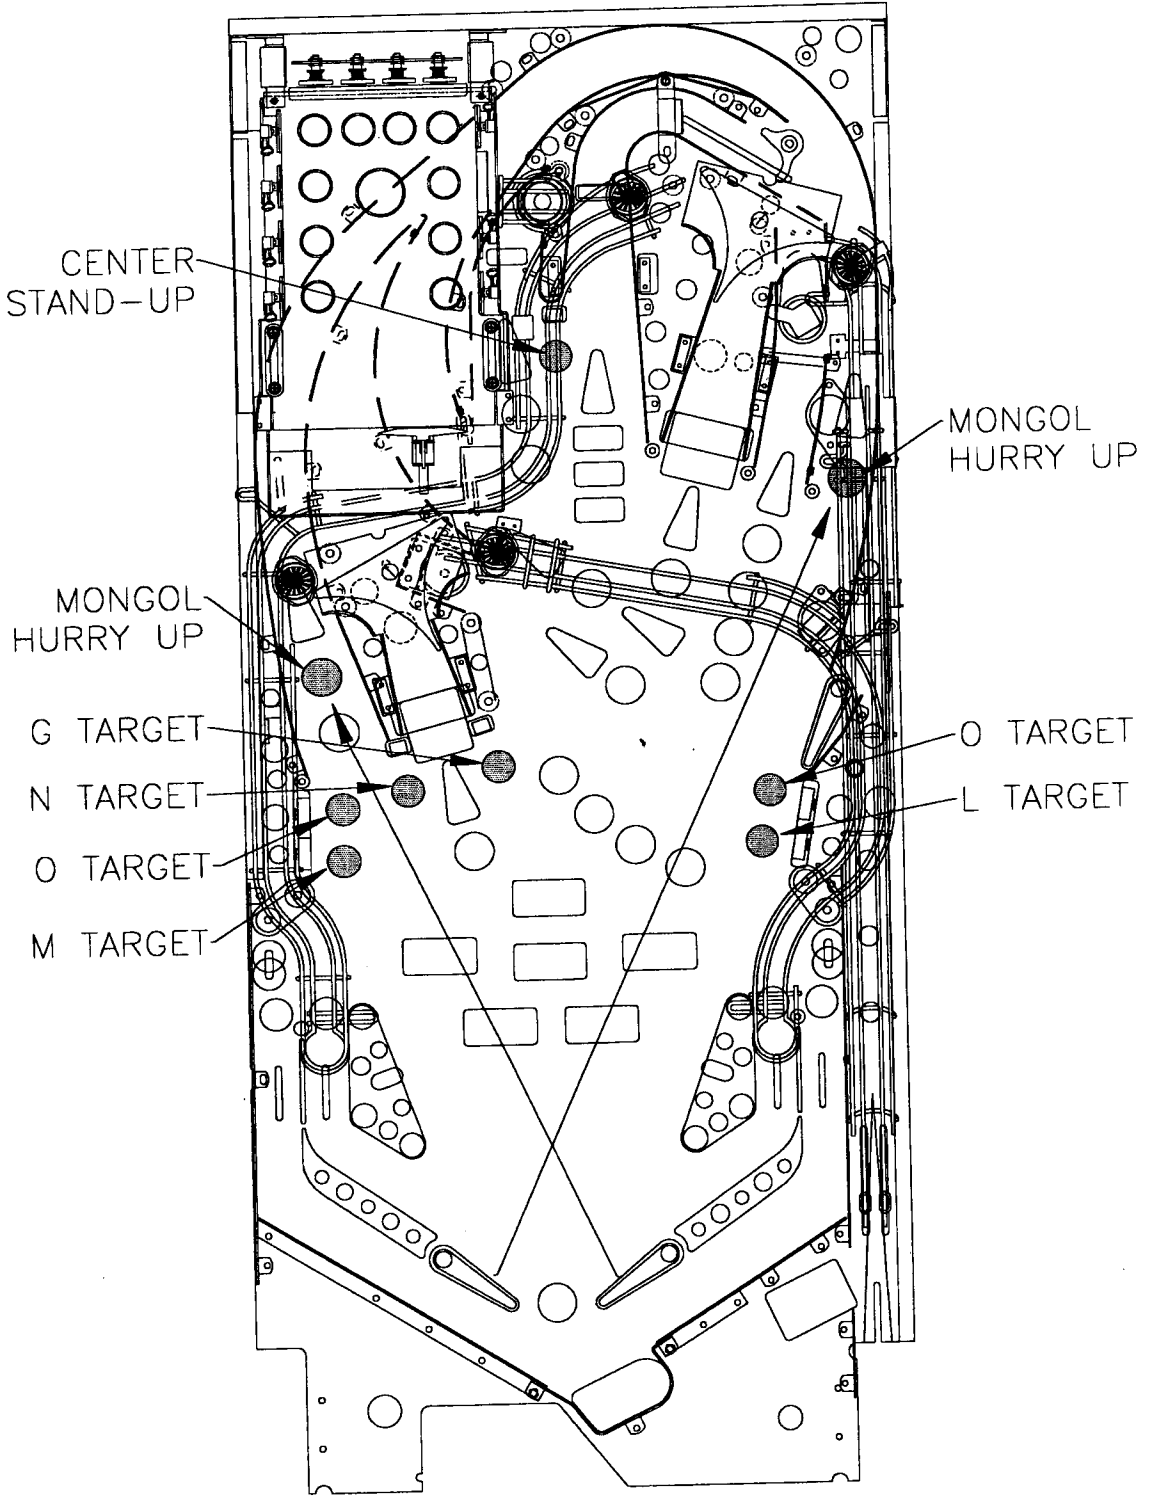 CENTER
STAND-UP
MONGOL
HURRY UP
MONGOL
HURRY UP
G TARGET
N TARGET
O TARGET
M TARGET
O TARGET
L TARGET